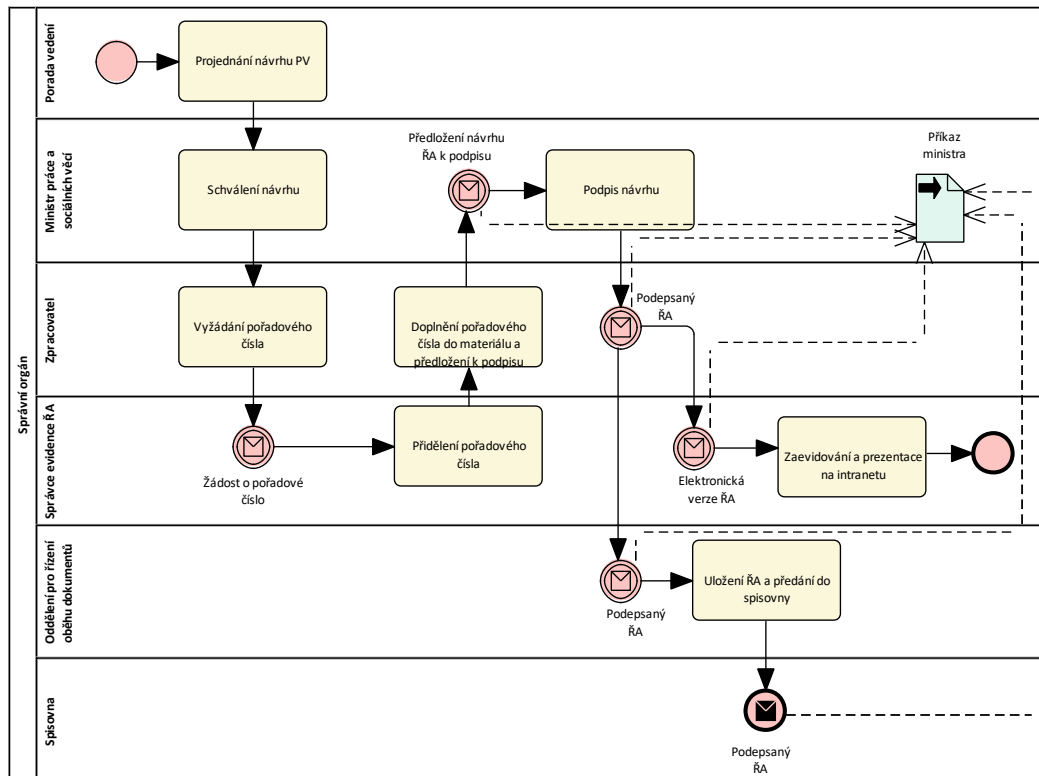 Správní orgán
Porada vedení
Projednání návrhu PV
Ministr práce a
sociálních věcí
Schválení návrhu
Předložení návrhu
ŘA k podpisu
Podpis návrhu
Příkaz
ministra
Zpracovatel
Vyžádání pořadového
čísla
Doplnění pořadového
čísla do materiálu a
předložení k podpisu
Podepsaný
ŘA
Správce evidence ŘA
Žádost o pořadové
číslo
Přidělení pořadového
čísla
Elektronická
verze ŘA
Zaevidování a prezentace
na intranetu
Oddělení pro řízení
oběhu dokumentů
Podepsaný
ŘA
Uložení ŘA a předání do
spisovny
Spisovna
Podepsaný
ŘA